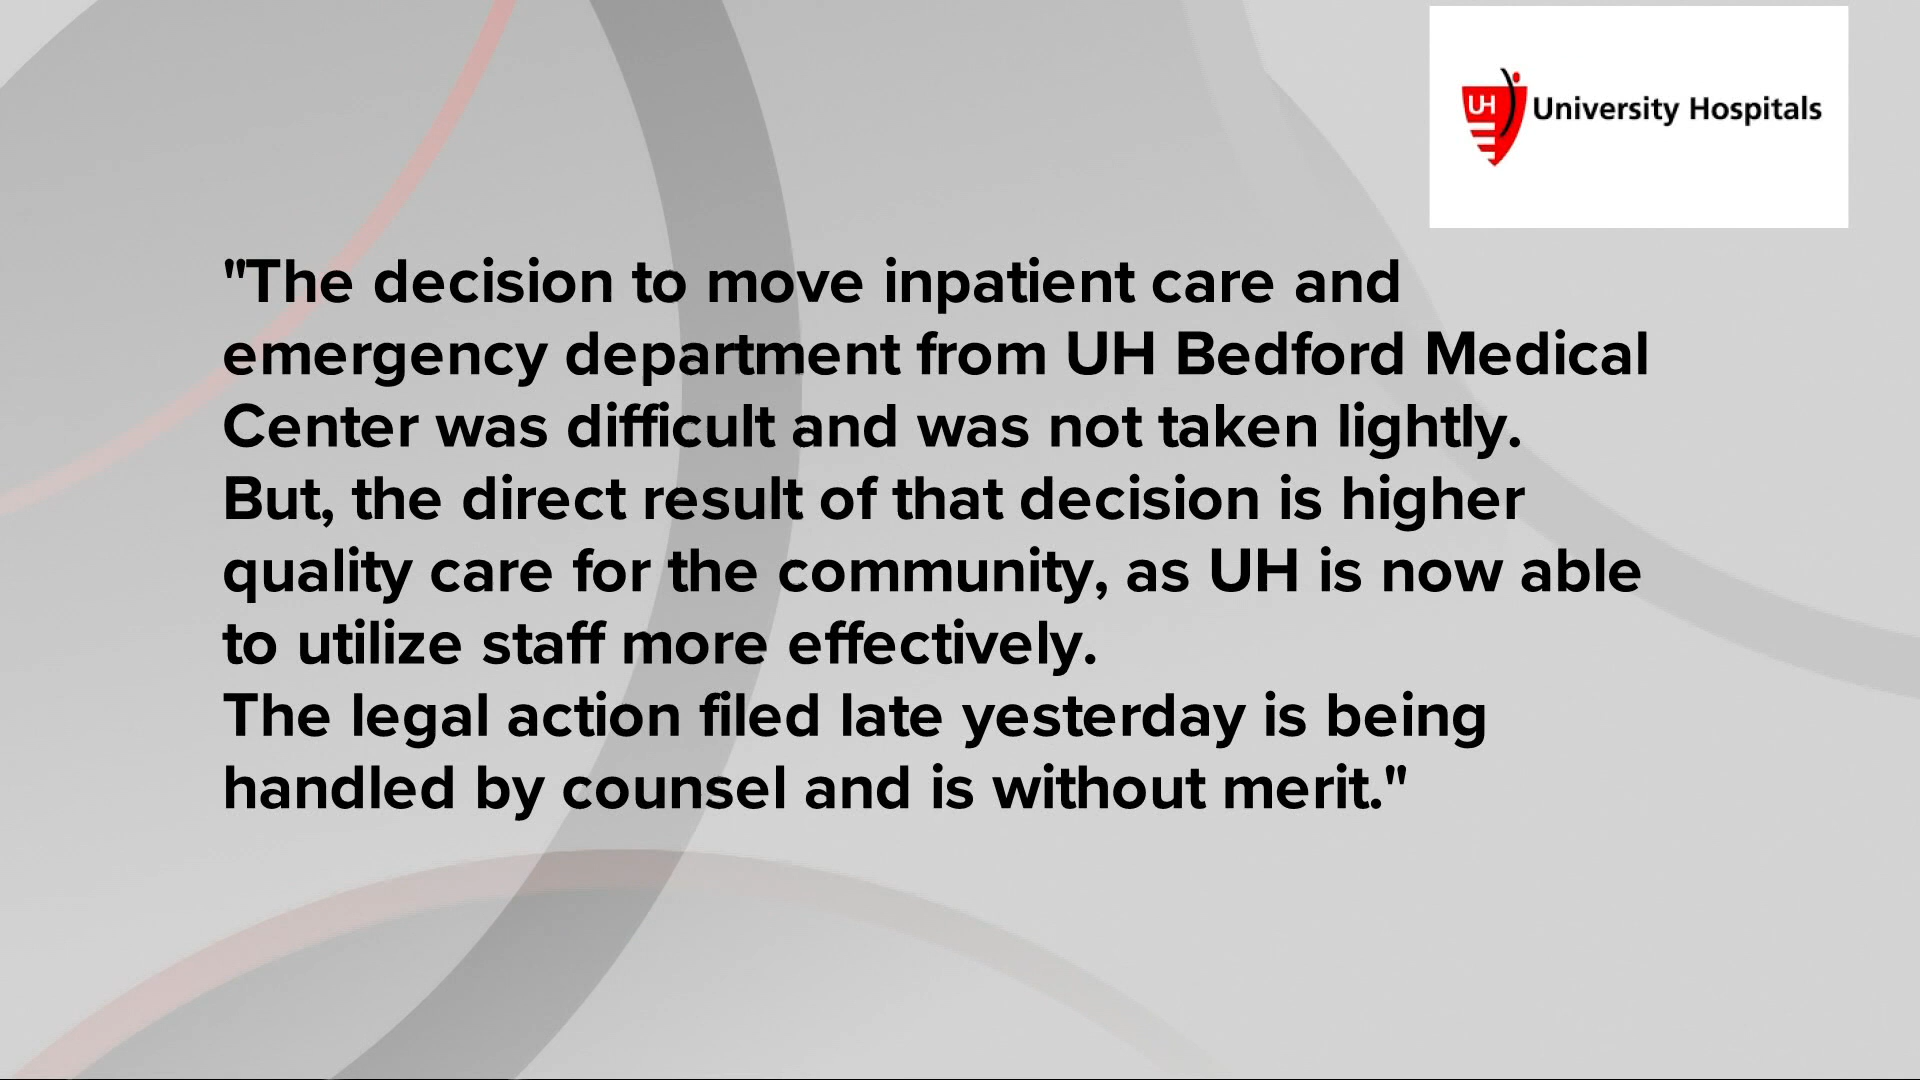 UH University Hospitals
"The decision to move inpatient care and
emergency department from UH Bedford Medical
Center was difficult and was not taken lightly.
But, the direct result of that decision is higher
quality care for the community, as UH is now able
to utilize staff more effectively.
The legal action filed late yesterday is being
handled by counsel and is without merit."